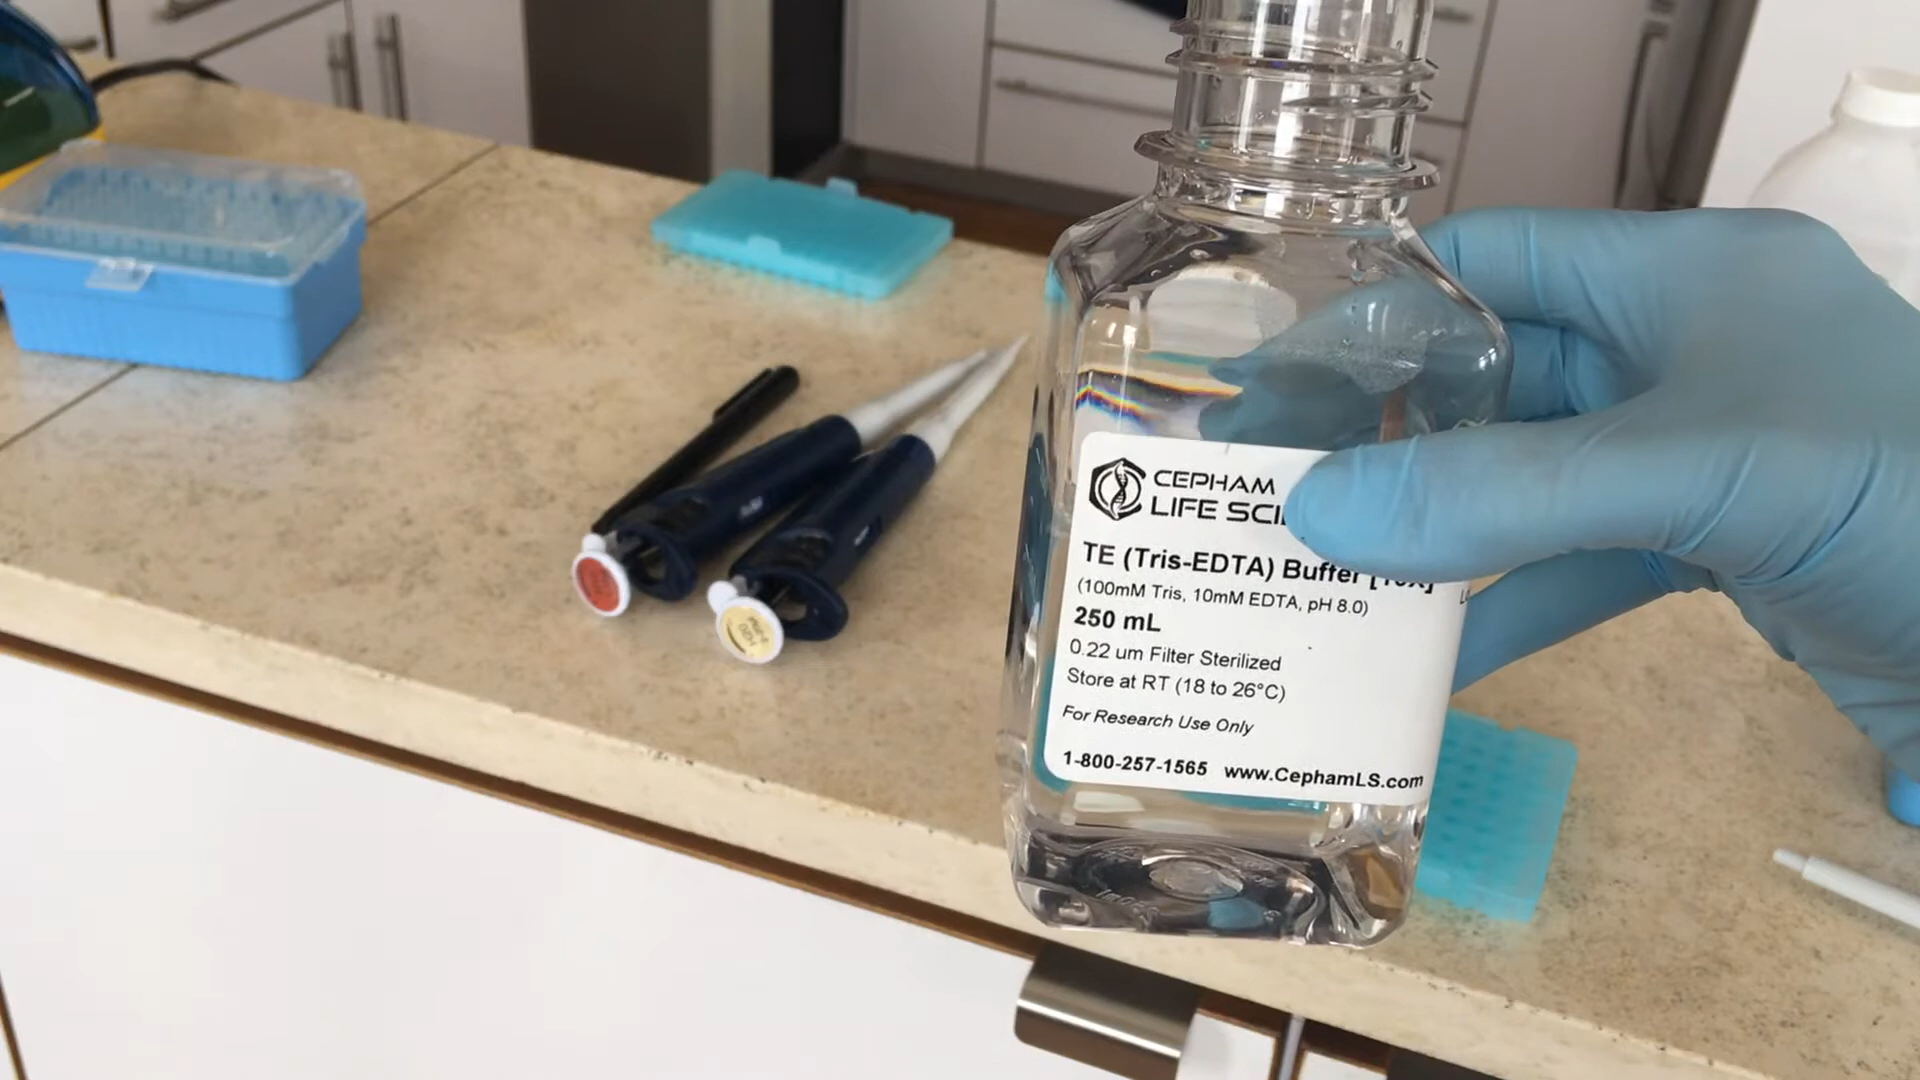 CEPHAM
LIFE
TE (Tris-EDTA) Buffer
(100mM Tris, 10mM EDTA, pH 8.0)
250 mL
0.22 um Filter Sterilized
Store at RT (18 to 26°C)
For Research Use Only
1-800-257-1565 www.CephamLS.com